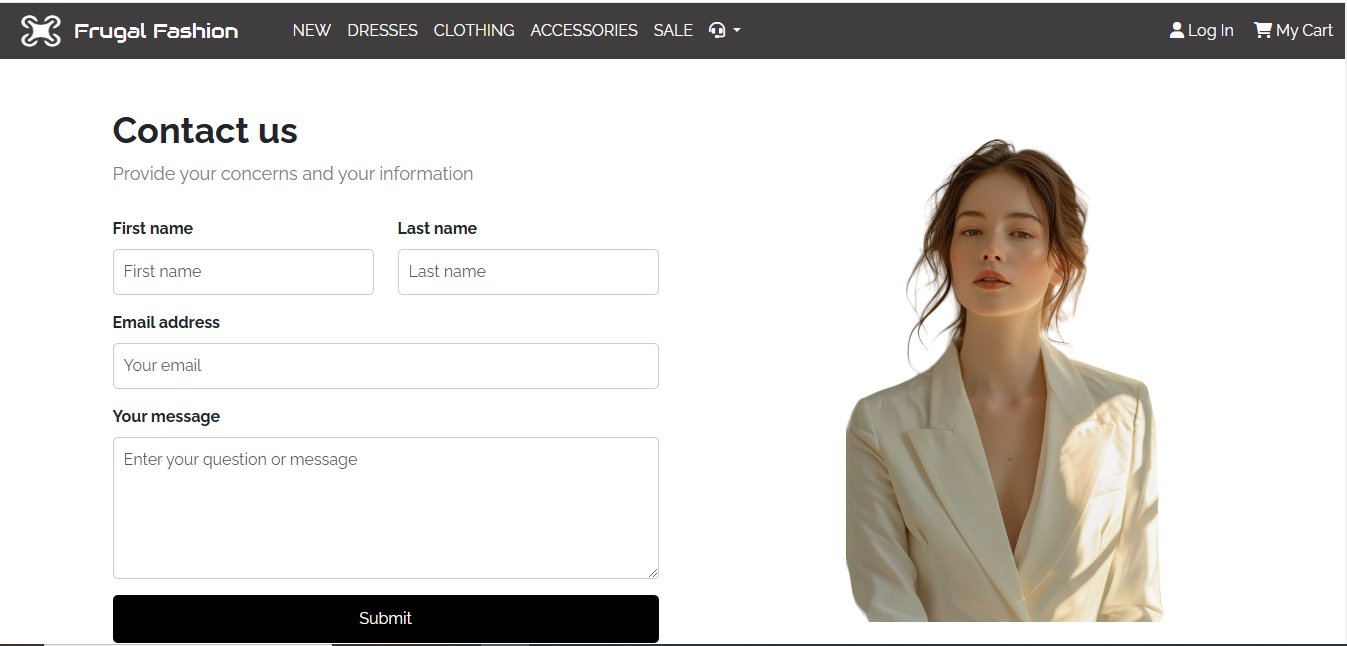 Frugal Fashion NEW DRESSES CLOTHING ACCESSORIES SALE Log In My Cart
Contact us
Provide your concerns and your information
First name Last name
First name Last name
Email address
Your email
Your message
Enter your question or message
Submit